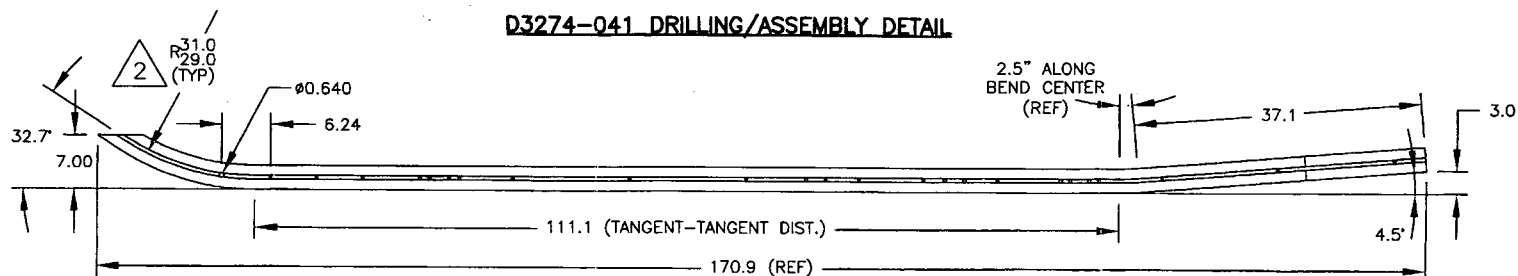 D3274-041 DRILLING/ASSEMBLY DETAIL
2
R31.0
29.0
(TYP)
ø0.640
6.24
32.7°
7.00
2.5" ALONG
BEND CENTER
(REF)
37.1
3.0
111.1 (TANGENT-TANGENT DIST.)
4.5°
170.9 (REF)